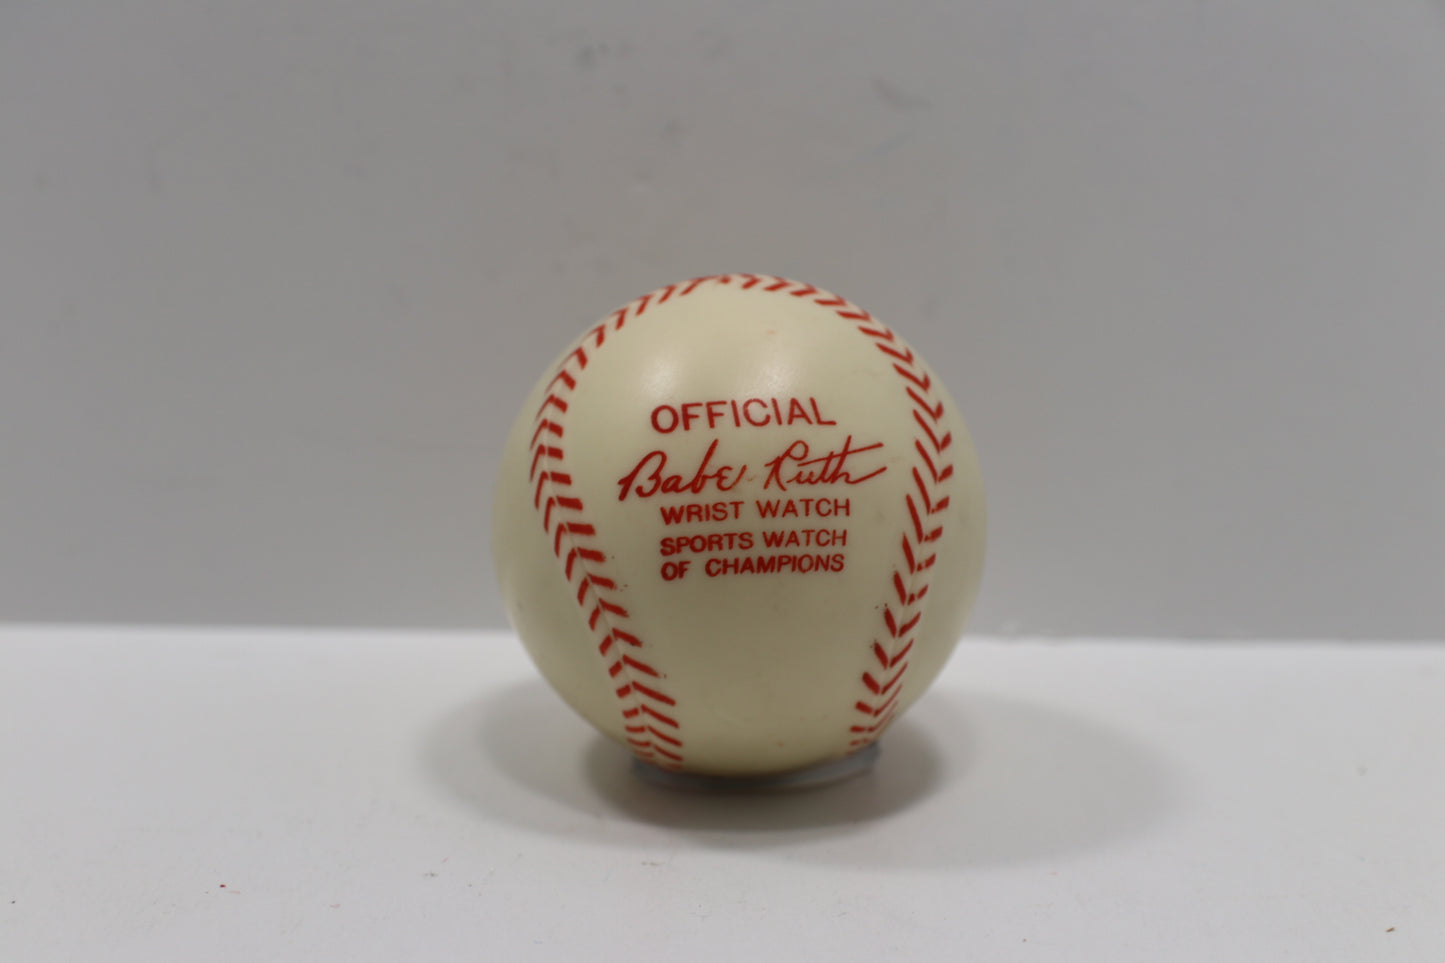 OFFICIAL
Babe Ruth
WRIST WATCH
SPORTS WATCH
OF CHAMPIONS